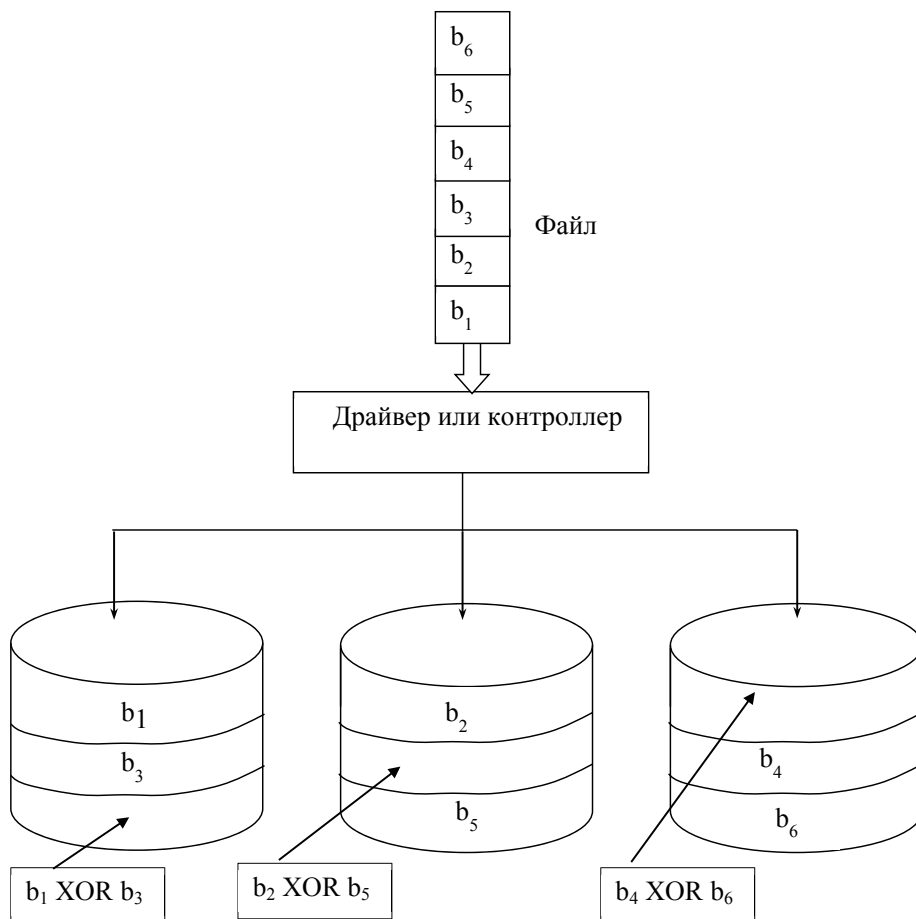 b₆
b₅
b₄
b₃
b₂
b₁
Файл
Драйвер или контроллер
b1
b₃
b₂
b₅
b₄
b₆
b₁ XOR b₃
b₂ XOR b₅
b₄ XOR b₆